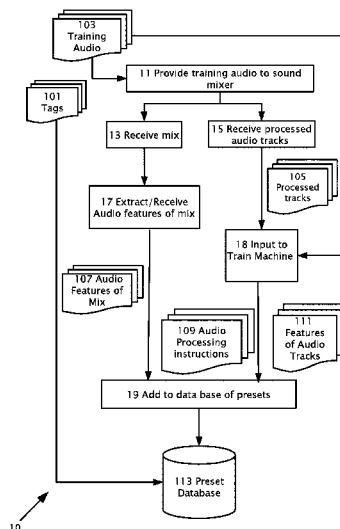 103
Training
Audio
11 Provide training audio to sound
mixer
101
Tags
13 Receive mix
15 Receive processed
audio tracks
105
Processed
tracks
17 Extract/Receive
Audio features of mix
18 Input to
Train Machine
107 Audio
Features of
Mix
109 Audio
Processing
instructions
111
Features
of Audio
Tracks
19 Add to data base of presets
113 Preset
Database
10